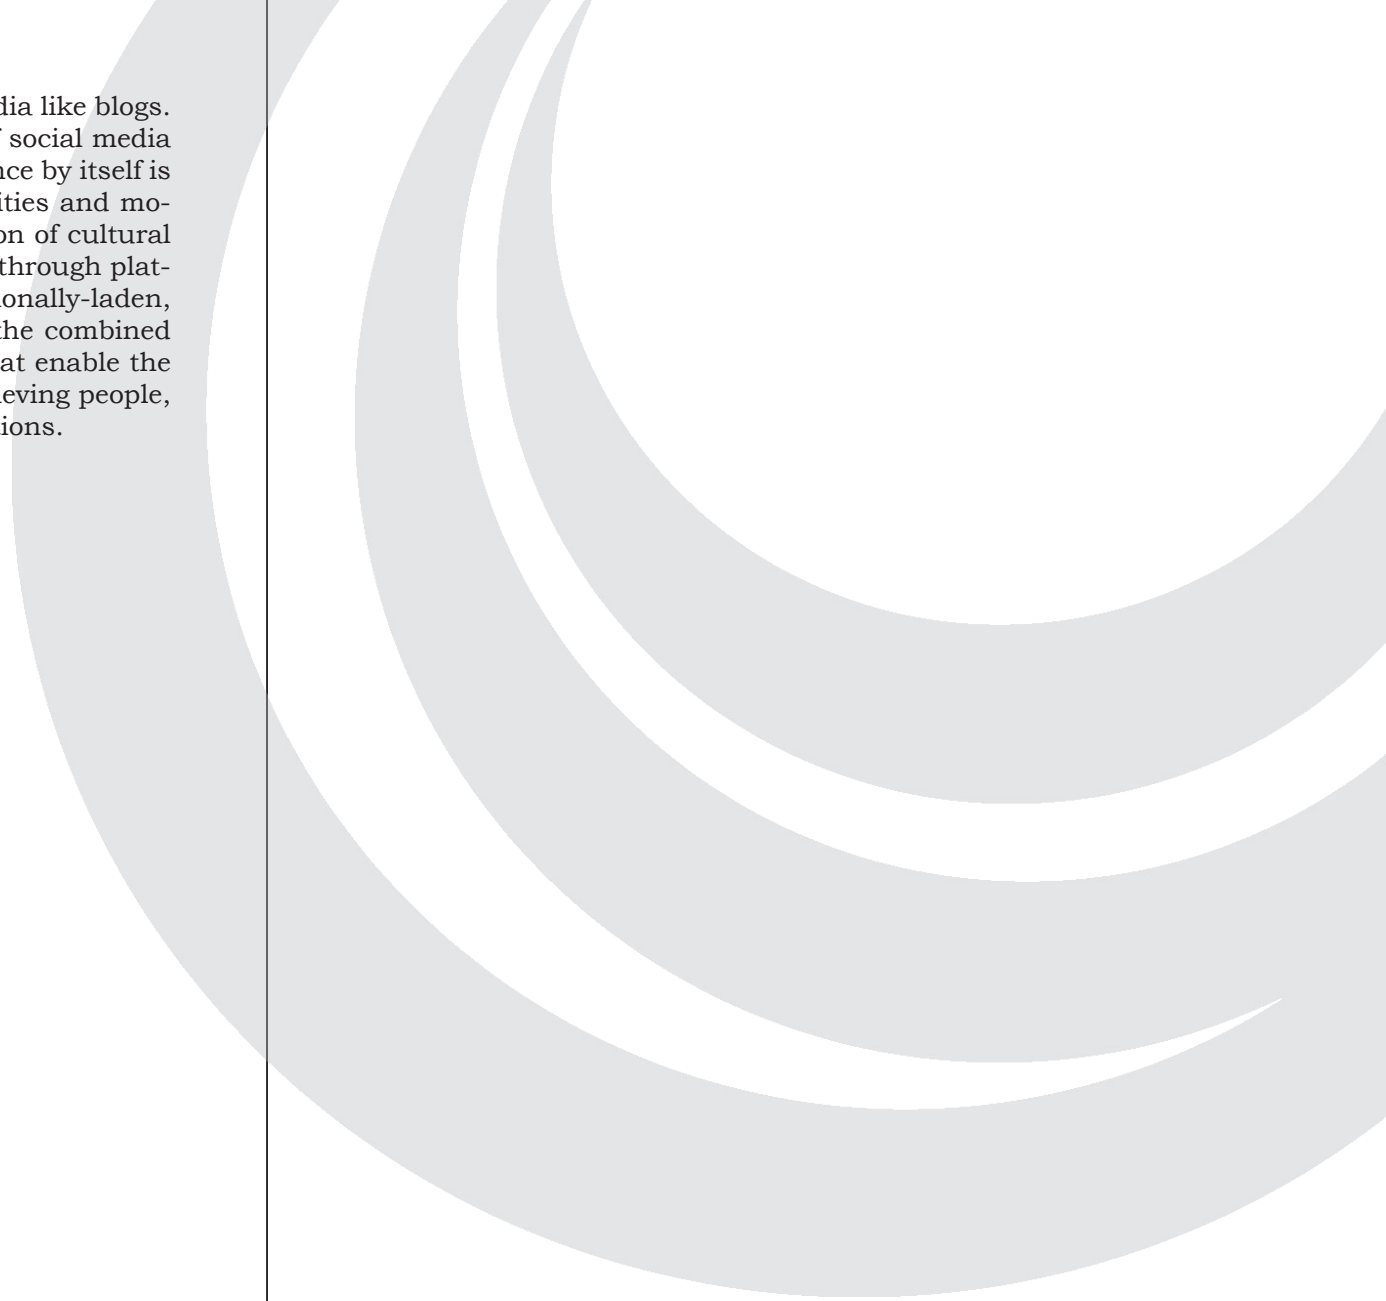 dia like blogs.
social media
nce by itself is
ities and mo-
on of cultural
through plat-
onally-laden,
the combined
at enable the
ieving people,
ions.